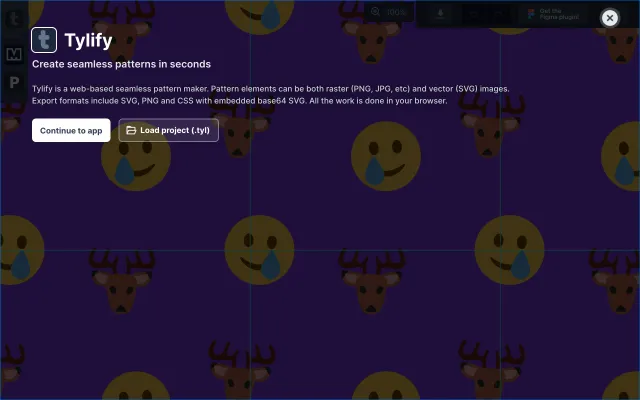 t
100%
Get the
Figma plugin!
t Tylify
M
Create seamless patterns in seconds
P
Tylify is a web-based seamless pattern maker. Pattern elements can be both raster (PNG, JPG, etc) and vector (SVG) images.
Export formats include SVG, PNG and CSS with embedded base64 SVG. All the work is done in your browser.
Continue to app
Load project (.tyl)